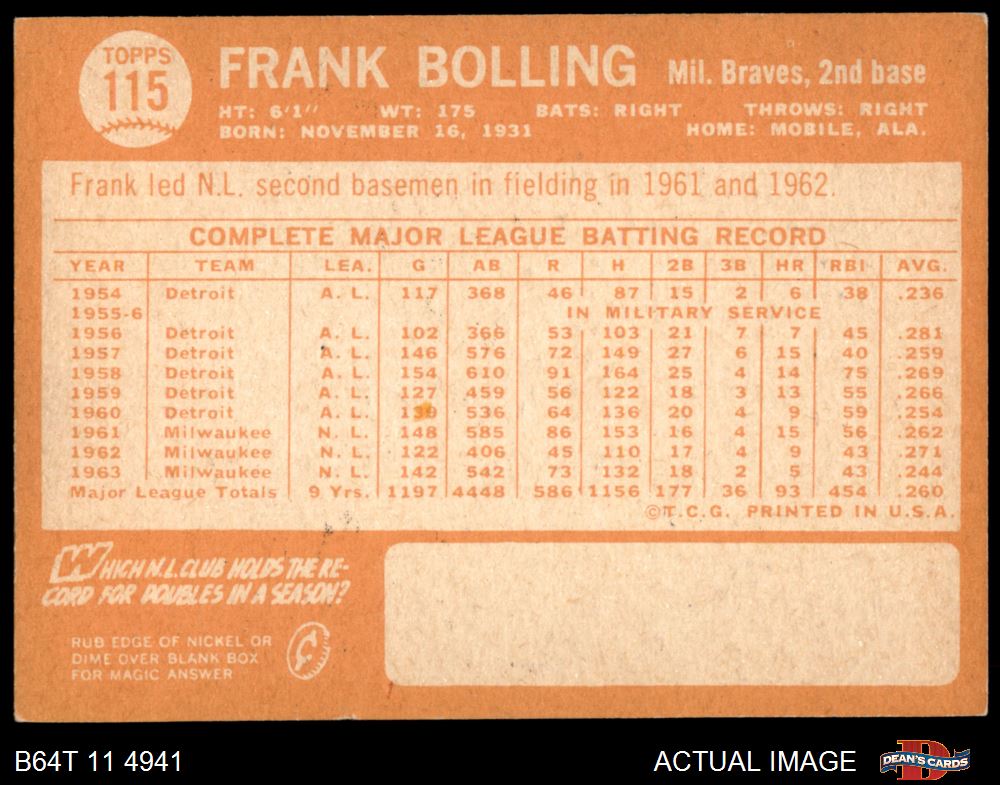 TOPPS
115
FRANK BOLLING Mil. Braves, 2nd base
HT: 6'1" WT: 175 BATS: RIGHT THROWS: RIGHT
BORN: NOVEMBER 16, 1931 HOME: MOBILE, ALA.
Frank led N.L. second basemen in fielding in 1961 and 1962.
COMPLETE MAJOR LEAGUE BATTING RECORD
YEAR TEAM LEA. G AB R H 2B 3B HR RBI AVG.
1954 Detroit A. L. 117 368 46 87 15 2 6 38 .236
1955-6 IN MILITARY SERVICE
1956 Detroit A. L. 102 366 53 103 21 7 7 45 .281
1957 Detroit A. L. 146 576 72 149 27 6 15 40 .259
1958 Detroit A. L. 154 610 91 164 25 4 14 75 .269
1959 Detroit A. L. 127 459 56 122 18 3 13 55 .266
1960 Detroit A. L. 139 536 64 136 20 4 9 59 .254
1961 Milwaukee N. L. 148 585 86 153 16 4 15 56 .262
1962 Milwaukee N. L. 122 406 45 110 17 4 9 43 .271
1963 Milwaukee N. L. 142 542 73 132 18 2 5 43 .244
Major League Totals 9 Yrs. 1197 4448 586 1156 177 36 93 454 .260
©T.C.G. PRINTED IN U.S.A.
WHICH N.L. CLUB HOLDS THE RE-
CORD FOR DOUBLES IN A SEASON?
RUB EDGE OF NICKEL OR
DIME OVER BLANK BOX
FOR MAGIC ANSWER
B64T 11 4941 ACTUAL IMAGE DEAN'S CARDS